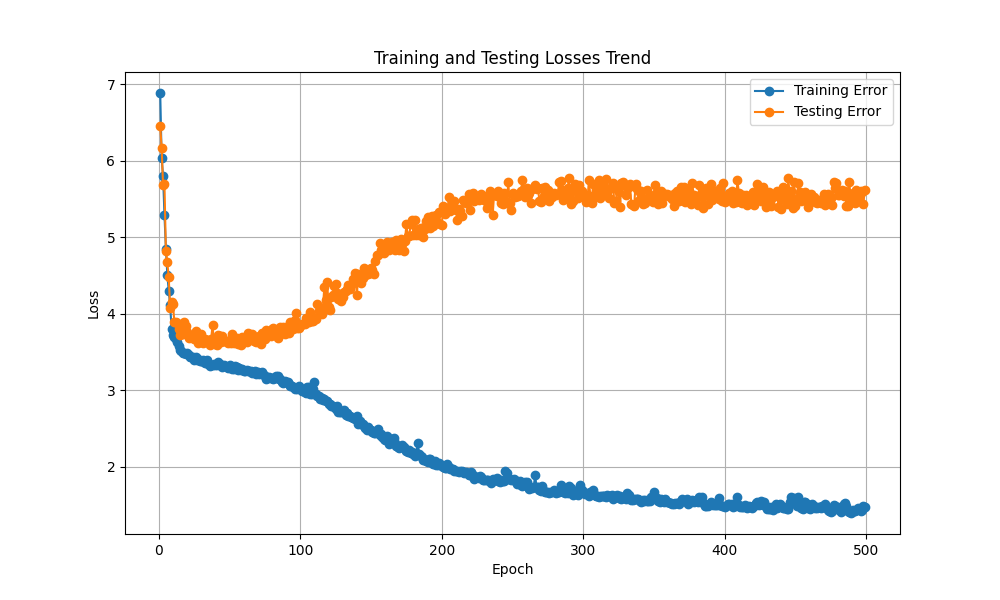 Training and Testing Losses Trend
Training Error
Testing Error
Loss
7
6
5
4
3
2
0 100 200 300 400 500
Epoch